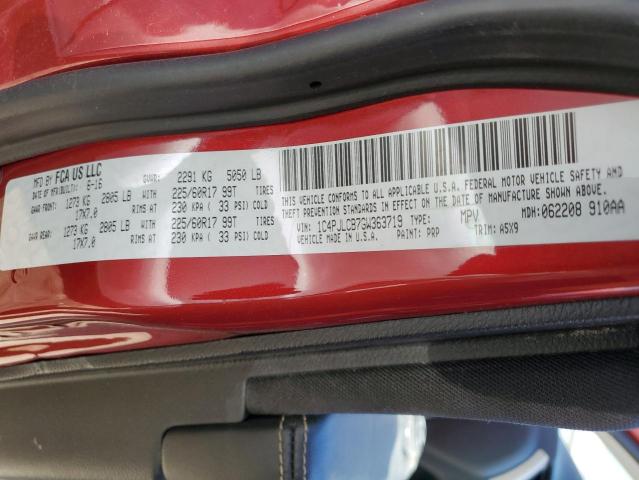 MFD BY FCA US LLC
DATE OF MFR(BUILT): 6-16 GVWR: 2291 KG 5050 LB
GAWR FRONT: 1273 KG 2805 LB WITH 225/60R17 99T TIRES
17X7.0 RIMS AT 230 KPA ( 33 PSI) COLD
GAWR REAR: 1273 KG 2805 LB WITH 225/60R17 99T TIRES
17X7.0 RIMS AT 230 KPA ( 33 PSI) COLD
THIS VEHICLE CONFORMS TO ALL APPLICABLE U.S.A. FEDERAL MOTOR VEHICLE SAFETY AND
THEFT PREVENTION STANDARDS IN EFFECT ON THE DATE OF MANUFACTURE SHOWN ABOVE.
VIN: 1C4PJLCB7GW363719 TYPE: MPV MDH:062208 910AA
VEHICLE MADE IN U.S.A. PAINT: PRP TRIM: A5X9